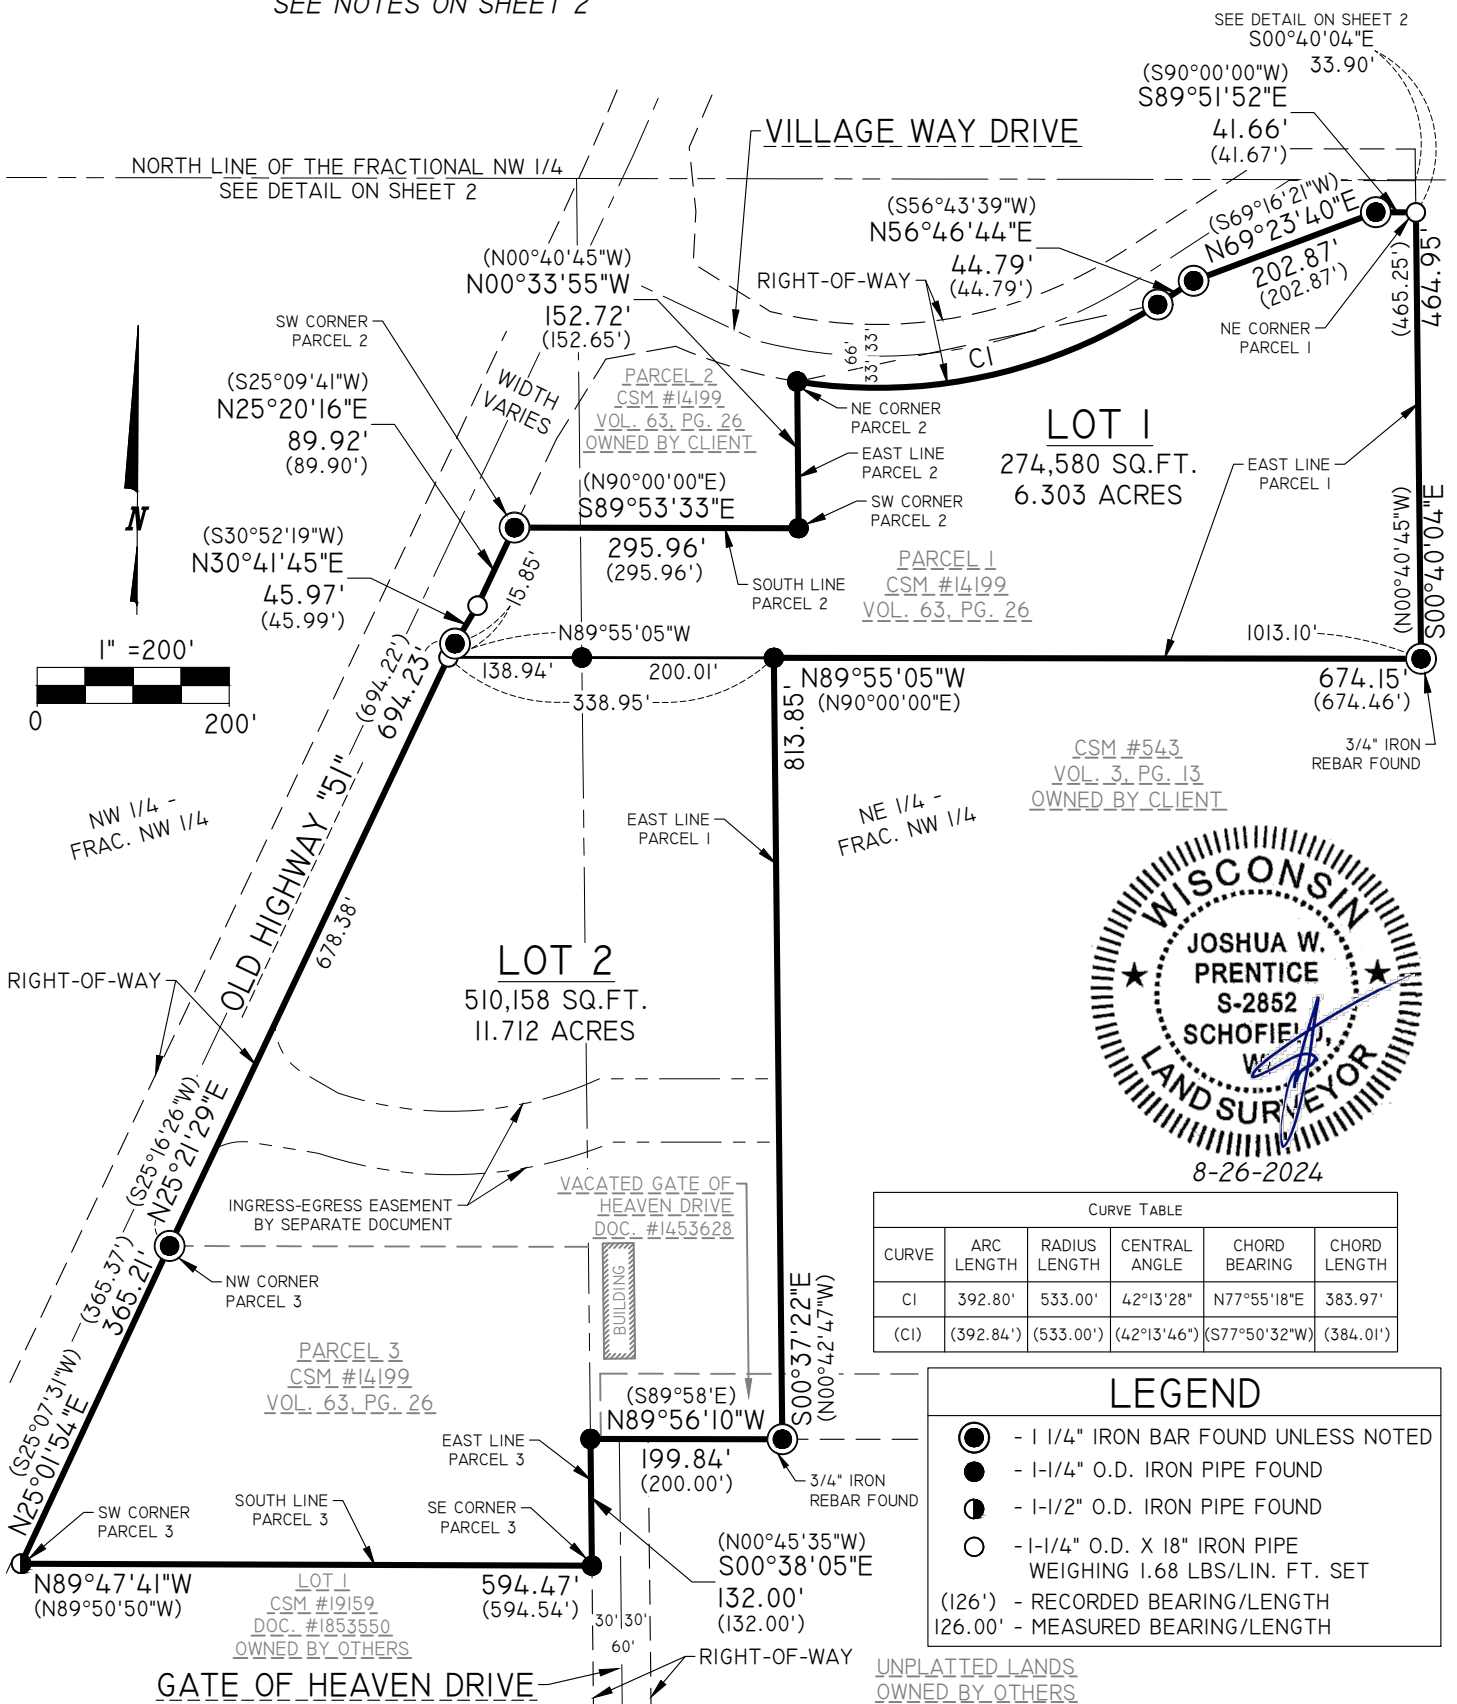 SEE NOTES ON SHEET 2
SEE DETAIL ON SHEET 2
S00°40'04"E
33.90'
(S90°00'00"W)
S89°51'52"E
41.66'
(41.67')
VILLAGE WAY DRIVE
NORTH LINE OF THE FRACTIONAL NW 1/4
SEE DETAIL ON SHEET 2
(S56°43'39"W)
N56°46'44"E
44.79'
(44.79')
(S69°16'21"W)
N69°23'40"E
202.87'
(202.87')
(N00°40'45"W)
N00°33'55"W
152.72'
(152.65')
RIGHT-OF-WAY
NE CORNER
PARCEL 1
(465.25')
464.95'
SW CORNER
PARCEL 2
(S25°09'41"W)
N25°20'16"E
89.92'
(89.90')
WIDTH
VARIES
PARCEL 2
CSM #14199
VOL. 63, PG. 26
OWNED BY CLIENT
66'
33' 33'
C1
NE CORNER
PARCEL 2
EAST LINE
PARCEL 2
SW CORNER
PARCEL 2
LOT 1
274,580 SQ.FT.
6.303 ACRES
EAST LINE
PARCEL 1
(N90°00'00"E)
S89°53'33"E
295.96'
(295.96')
SOUTH LINE
PARCEL 2
PARCEL 1
CSM #14199
VOL. 63, PG. 26
(N00°40'45"W)
S00°40'04"E
N
(S30°52'19"W)
N30°41'45"E
45.97'
(45.99')
15.85'
1" =200'
0
200'
(694.22')
694.23'
N89°55'05"W
138.94'
200.01'
338.95'
1013.10'
N89°55'05"W
(N90°00'00"E)
674.15'
(674.46')
3/4" IRON
REBAR FOUND
813.85'
CSM #543
VOL. 3, PG. 13
OWNED BY CLIENT
NW 1/4 -
FRAC. NW 1/4
OLD HIGHWAY "51"
EAST LINE
PARCEL 1
NE 1/4 -
FRAC. NW 1/4
678.38'
RIGHT-OF-WAY
LOT 2
510,158 SQ.FT.
11.712 ACRES
WISCONSIN
JOSHUA W.
PRENTICE
S-2852
SCHOFIELD,
LAND SURVEYOR
8-26-2024
(S25°16'26"W)
N25°21'29"E
INGRESS-EGRESS EASEMENT
BY SEPARATE DOCUMENT
VACATED GATE OF
HEAVEN DRIVE
DOC. #1453628
BUILDING
CURVE TABLE
CURVE ARC LENGTH RADIUS LENGTH CENTRAL ANGLE CHORD BEARING CHORD LENGTH
C1 392.80' 533.00' 42°13'28" N77°55'18"E 383.97'
(C1) (392.84') (533.00') (42°13'46") (S77°50'32"W) (384.01')
(365.37')
365.21'
NW CORNER
PARCEL 3
PARCEL 3
CSM #14199
VOL. 63, PG. 26
(S25°07'31"W)
N25°01'54"E
S00°37'22"E
(N00°42'47"W)
(S89°58'E)
N89°56'10"W
199.84'
(200.00')
3/4" IRON
REBAR FOUND
EAST LINE
PARCEL 3
SW CORNER
PARCEL 3
SOUTH LINE
PARCEL 3
SE CORNER
PARCEL 3
(N00°45'35"W)
S00°38'05"E
132.00'
(132.00')
N89°47'41"W
(N89°50'50"W)
594.47'
(594.54')
LOT 1
CSM #19159
DOC. #1853550
OWNED BY OTHERS
30' 30'
60'
RIGHT-OF-WAY
GATE OF HEAVEN DRIVE
LEGEND
- 1 1/4" IRON BAR FOUND UNLESS NOTED
- 1-1/4" O.D. IRON PIPE FOUND
- 1-1/2" O.D. IRON PIPE FOUND
- 1-1/4" O.D. X 18" IRON PIPE
WEIGHING 1.68 LBS/LIN. FT. SET
(126') - RECORDED BEARING/LENGTH
126.00' - MEASURED BEARING/LENGTH
UNPLATTED LANDS
OWNED BY OTHERS